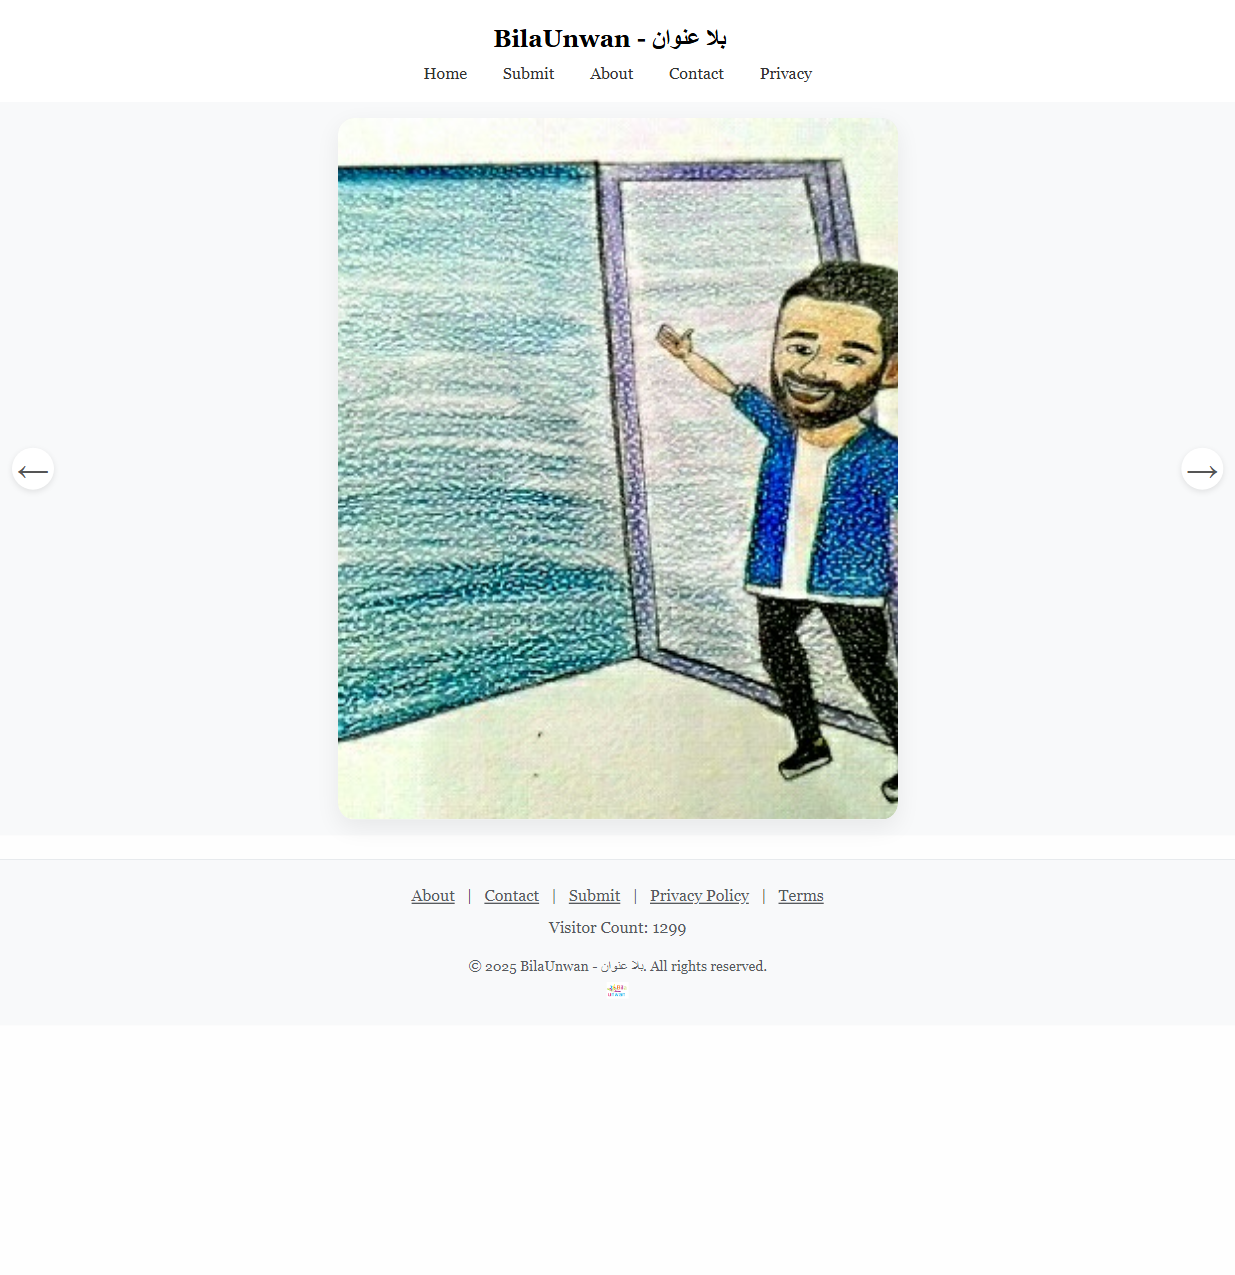 BilaUnwan - بلا عنوان
Home Submit About Contact Privacy
←
→
About | Contact | Submit | Privacy Policy | Terms
Visitor Count: 1299
© 2025 BilaUnwan - بلا عنوان. All rights reserved.